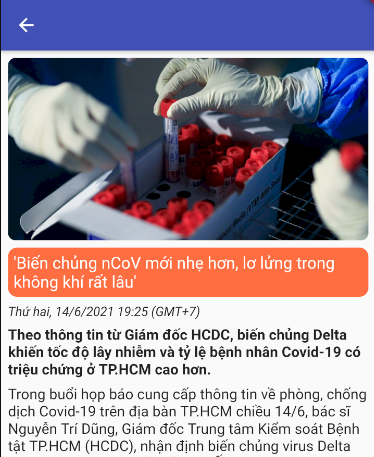 'Biến chủng nCoV mới nhẹ hơn, lơ lửng trong
không khí rất lâu'
Thứ hai, 14/6/2021 19:25 (GMT+7)
Theo thông tin từ Giám đốc HCDC, biến chủng Delta
khiến tốc độ lây nhiễm và tỷ lệ bệnh nhân Covid-19 có
triệu chứng ở TP.HCM cao hơn.
Trong buổi họp báo cung cấp thông tin về phòng, chống
dịch Covid-19 trên địa bàn TP.HCM chiều 14/6, bác sĩ
Nguyễn Trí Dũng, Giám đốc Trung tâm Kiểm soát Bệnh
tật TP.HCM (HCDC), nhận định biến chủng virus Delta